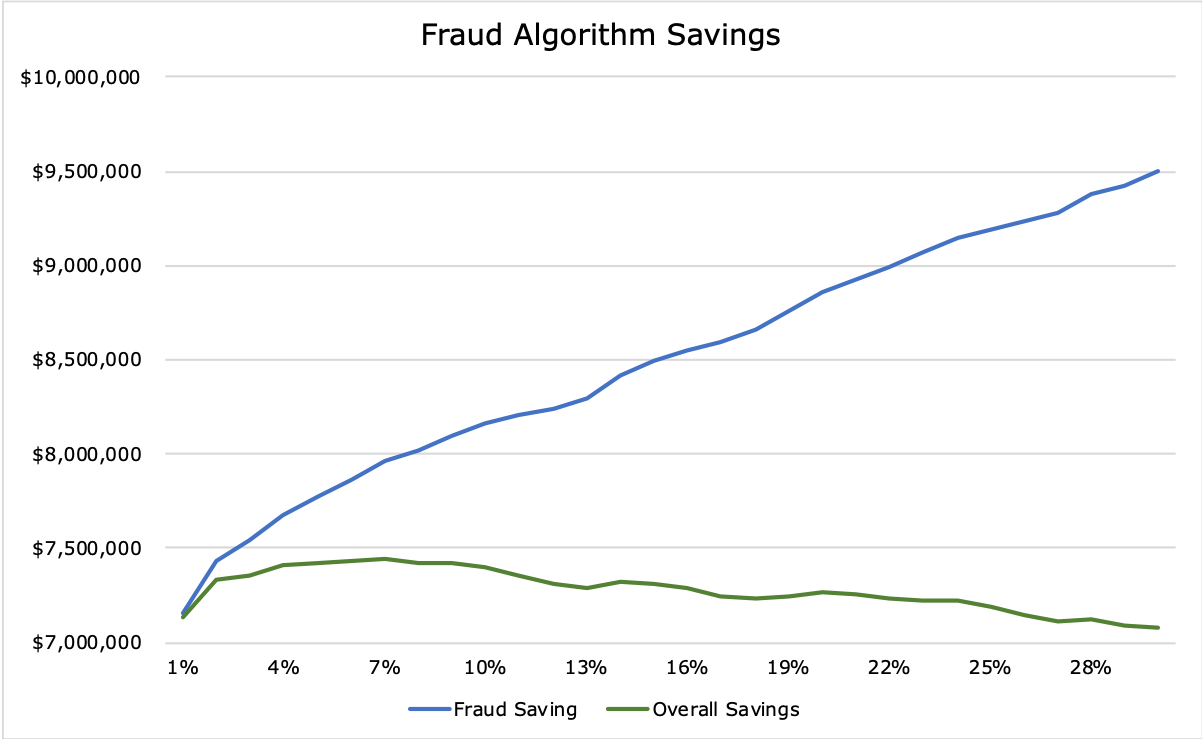 Fraud Algorithm Savings
$10,000,000
$9,500,000
$9,000,000
$8,500,000
$8,000,000
$7,500,000
$7,000,000
1% 4% 7% 10% 13% 16% 19% 22% 25% 28%
Fraud Saving Overall Savings